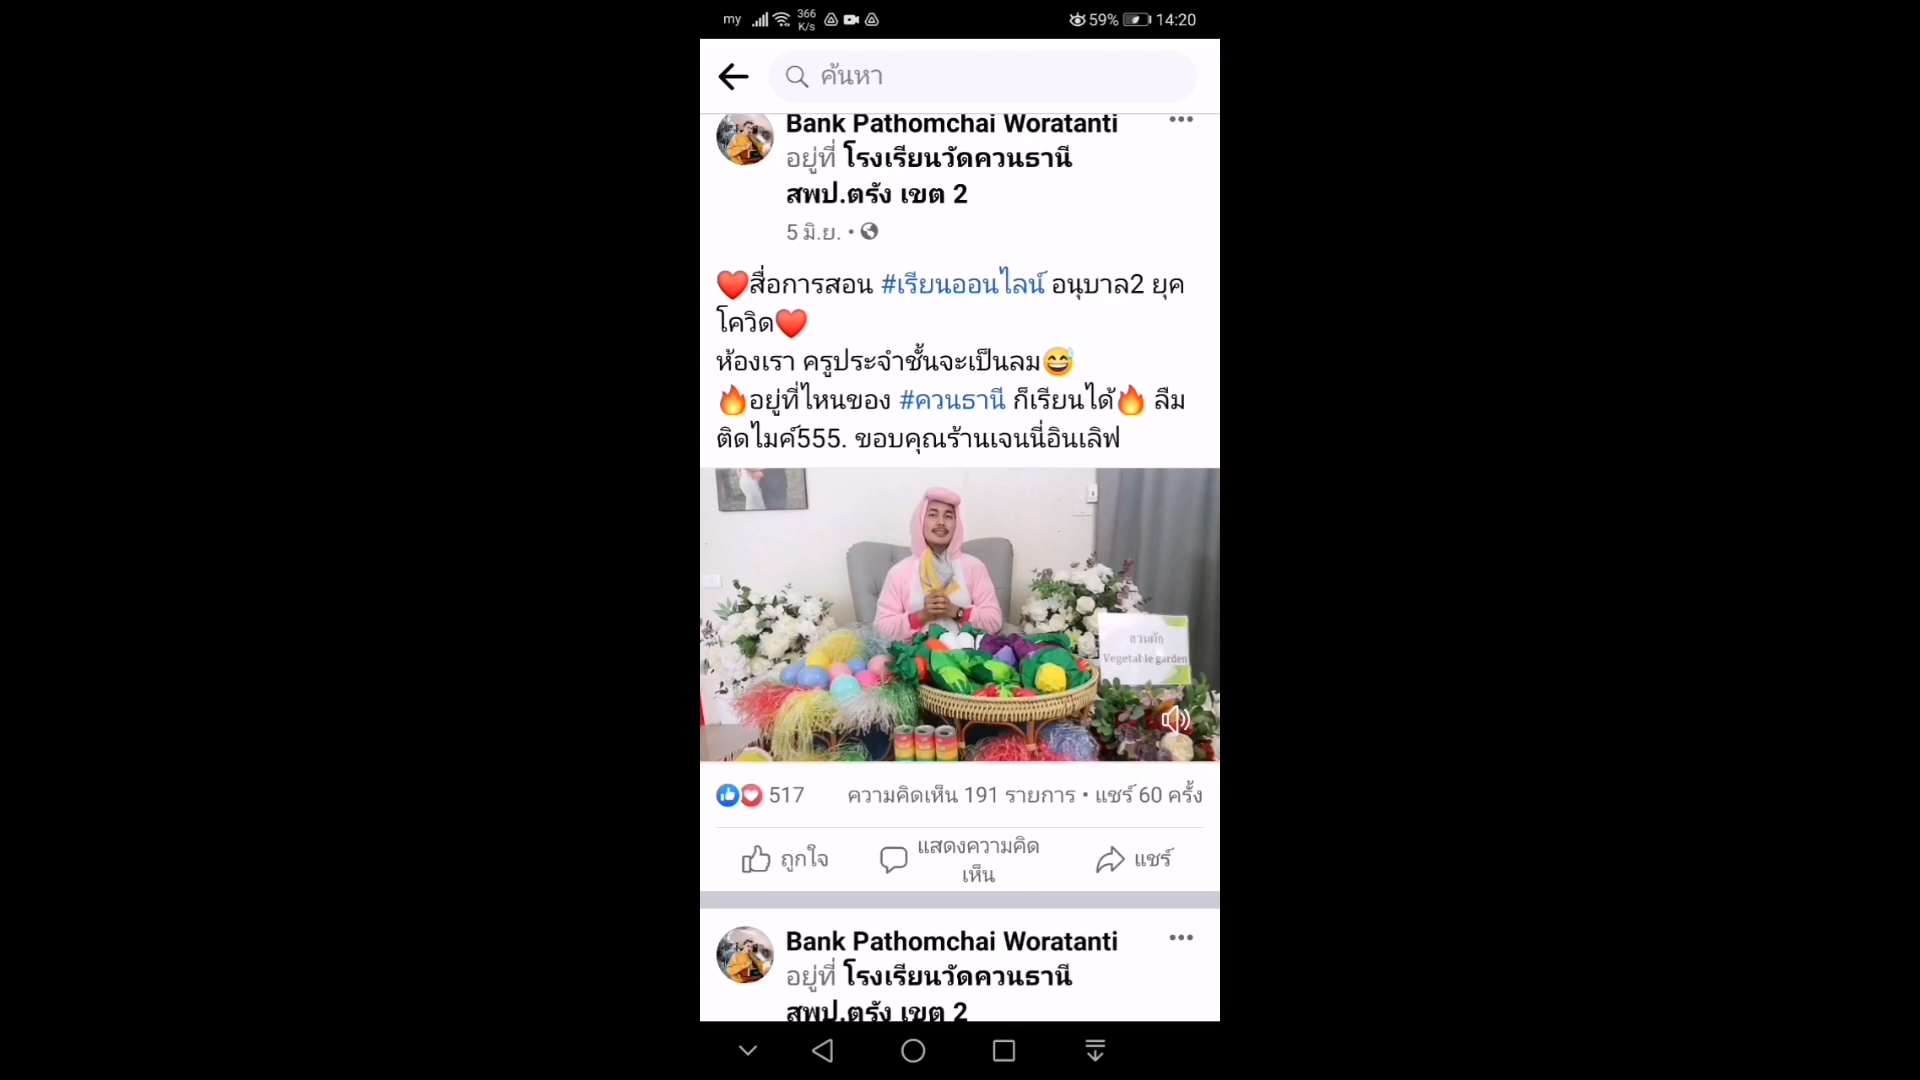 my 366 K/s 59% 14:20
ค้นหา
Bank Pathomchai Woratanti
อยู่ที่ โรงเรียนวัดควนธานี
สพป.ตรัง เขต 2
5 มิ.ย. •
❤️สื่อการสอน #เรียนออนไลน์ อนุบาล2 ยุค
โควิด❤️
ห้องเรา ครูประจำชั้นจะเป็นลม😅
🔥อยู่ที่ไหนของ #ควนธานี ก็เรียนได้🔥 ลืม
ติดไมค์555. ขอบคุณร้านเจนนี่อินเลิฟ
สวนผัก
Vegetable garden
517 ความคิดเห็น 191 รายการ • แชร์ 60 ครั้ง
ถูกใจ
แสดงความคิด
เห็น
แชร์
Bank Pathomchai Woratanti
อยู่ที่ โรงเรียนวัดควนธานี
สพป.ตรัง เขต 2